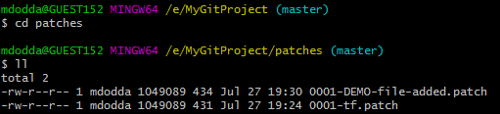 mdodda@GUEST152 MINGW64 /e/MyGitProject (master)
$ cd patches
mdodda@GUEST152 MINGW64 /e/MyGitProject/patches (master)
$ ll
total 2
-rw-r--r-- 1 mdodda 1049089 434 Jul 27 19:30 0001-DEMO-file-added.patch
-rw-r--r-- 1 mdodda 1049089 431 Jul 27 19:24 0001-tf.patch